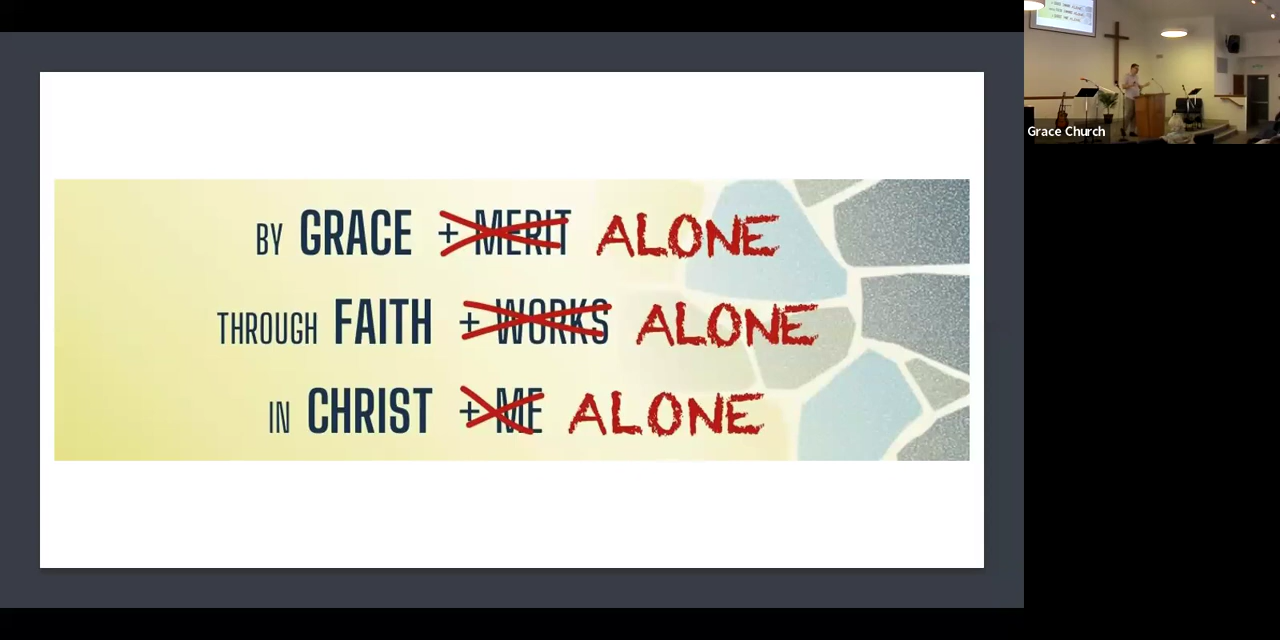 BY GRACE + MERIT ALONE
THROUGH FAITH + WORKS ALONE
IN CHRIST + ME ALONE
Grace Church